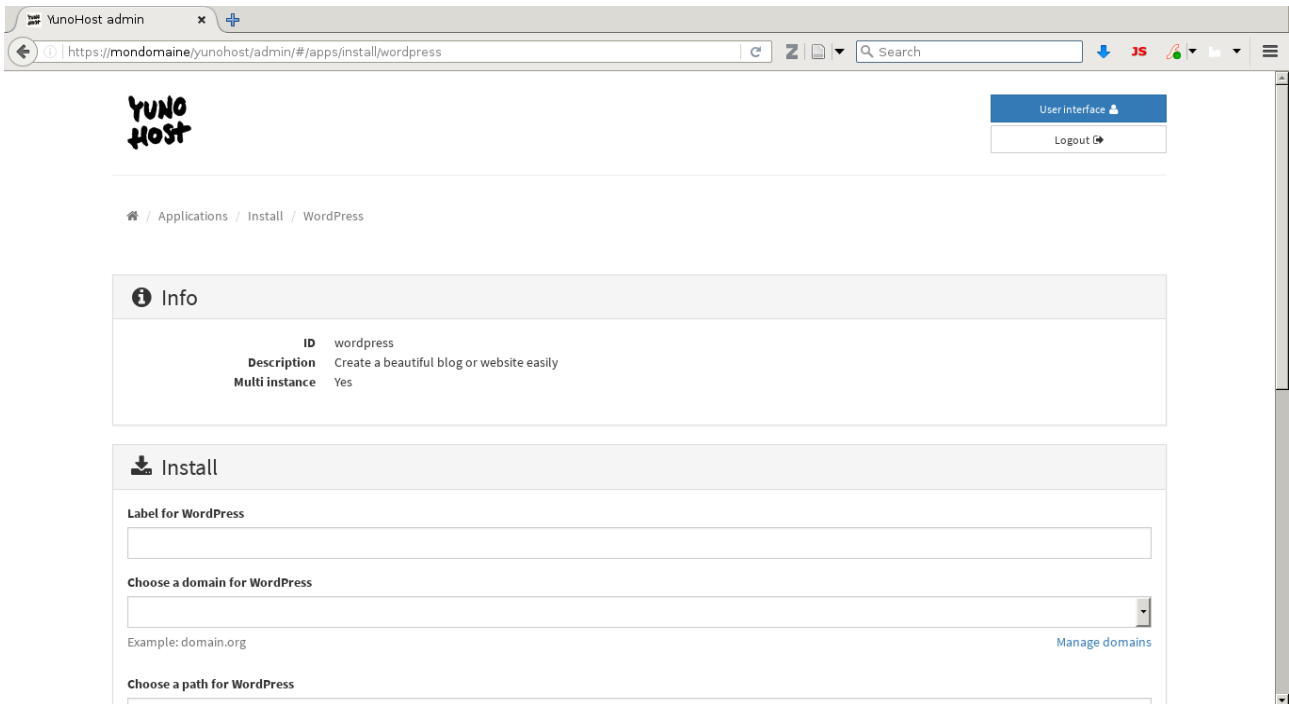 YunoHost admin
https://mondomaine/yunohost/admin/#/apps/install/wordpress
Search
JS
YUNO
HOST
User interface
Logout
/ Applications / Install / WordPress
Info
ID wordpress
Description Create a beautiful blog or website easily
Multi instance Yes
Install
Label for WordPress
Choose a domain for WordPress
Example: domain.org Manage domains
Choose a path for WordPress